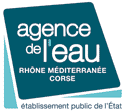 agence
de l'eau
RHÔNE MÉDITERRANÉE
CORSE
établissement public de l'État